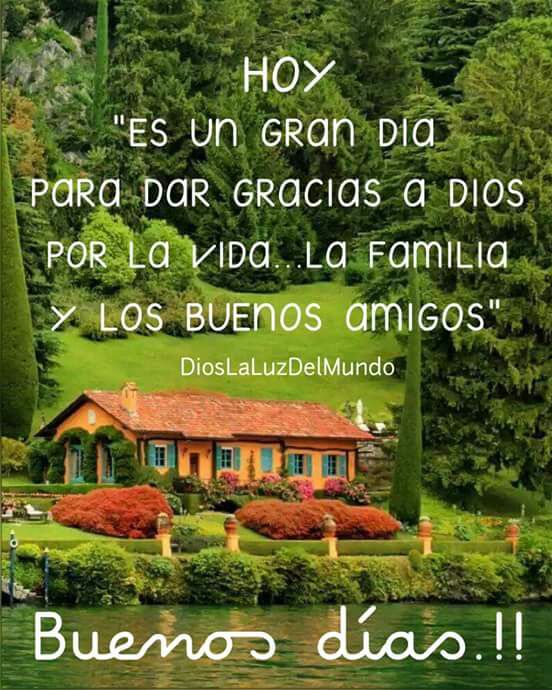 HOY
"ES UN GRAN DIA
PARA DAR GRACIAS A DIOS
POR LA VIDA...LA FAMILIA
Y LOS BUENOS AMIGOS"
DiosLaLuzDelMundo
Buenos días.!!